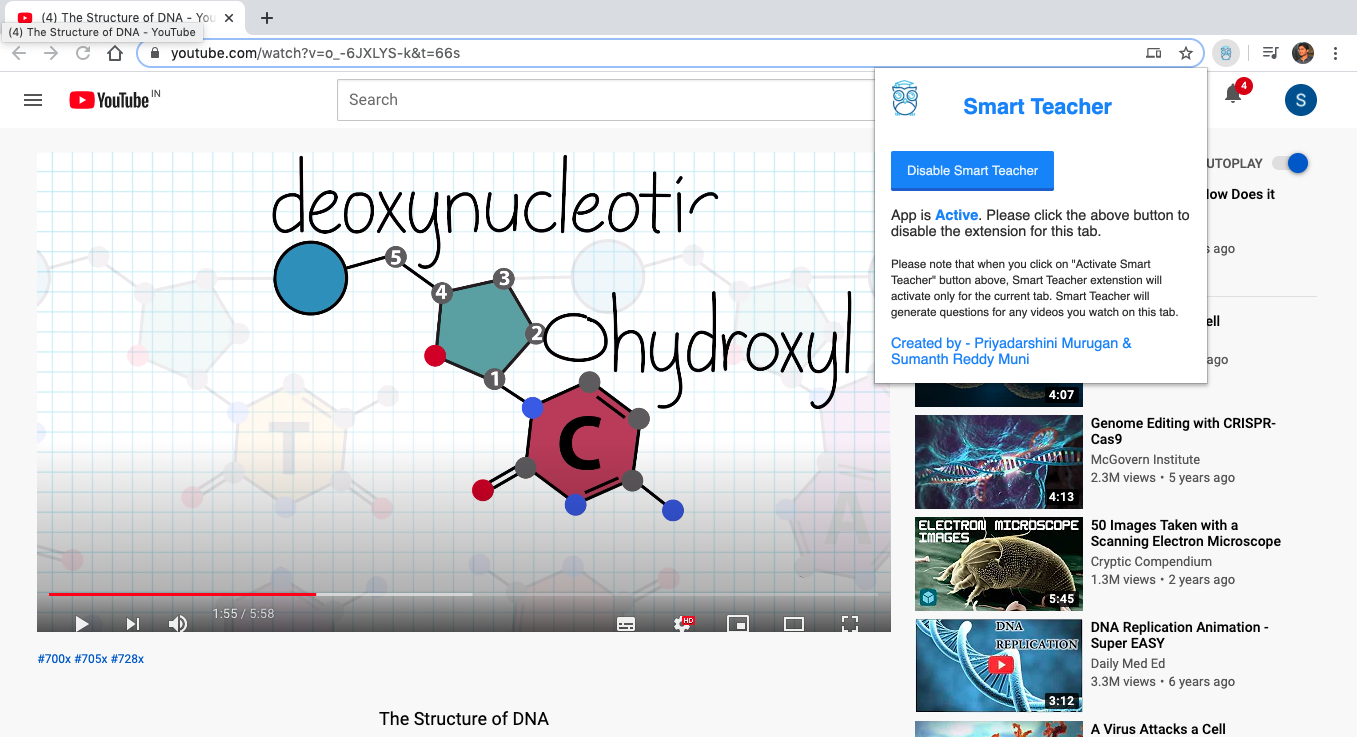 (4) The Structure of DNA - You
(4) The Structure of DNA - YouTube
youtube.com/watch?v=o_-6JXLYS-k&t=66s
YouTube IN
Search
4
S
Smart Teacher
Disable Smart Teacher
App is Active. Please click the above button to
disable the extension for this tab.
Please note that when you click on "Activate Smart
Teacher" button above, Smart Teacher extenstion will
activate only for the current tab. Smart Teacher will
generate questions for any videos you watch on this tab.
Created by - Priyadarshini Murugan &
Sumanth Reddy Muni
UTOPLAY
How Does it
s ago
ell
ago
deoxynucleotir
5
4
3
2
1
hydroxyl
C
T
A
1:55 / 5:58
HD
#700x #705x #728x
The Structure of DNA
4:07
Genome Editing with CRISPR-
Cas9
McGovern Institute
2.3M views • 5 years ago
4:13
ELECTRON MICROSCOPE
IMAGES
50 Images Taken with a
Scanning Electron Microscope
Cryptic Compendium
1.3M views • 2 years ago
5:45
DNA
REPLICATION
DNA Replication Animation -
Super EASY
Daily Med Ed
3.3M views • 6 years ago
3:12
A Virus Attacks a Cell